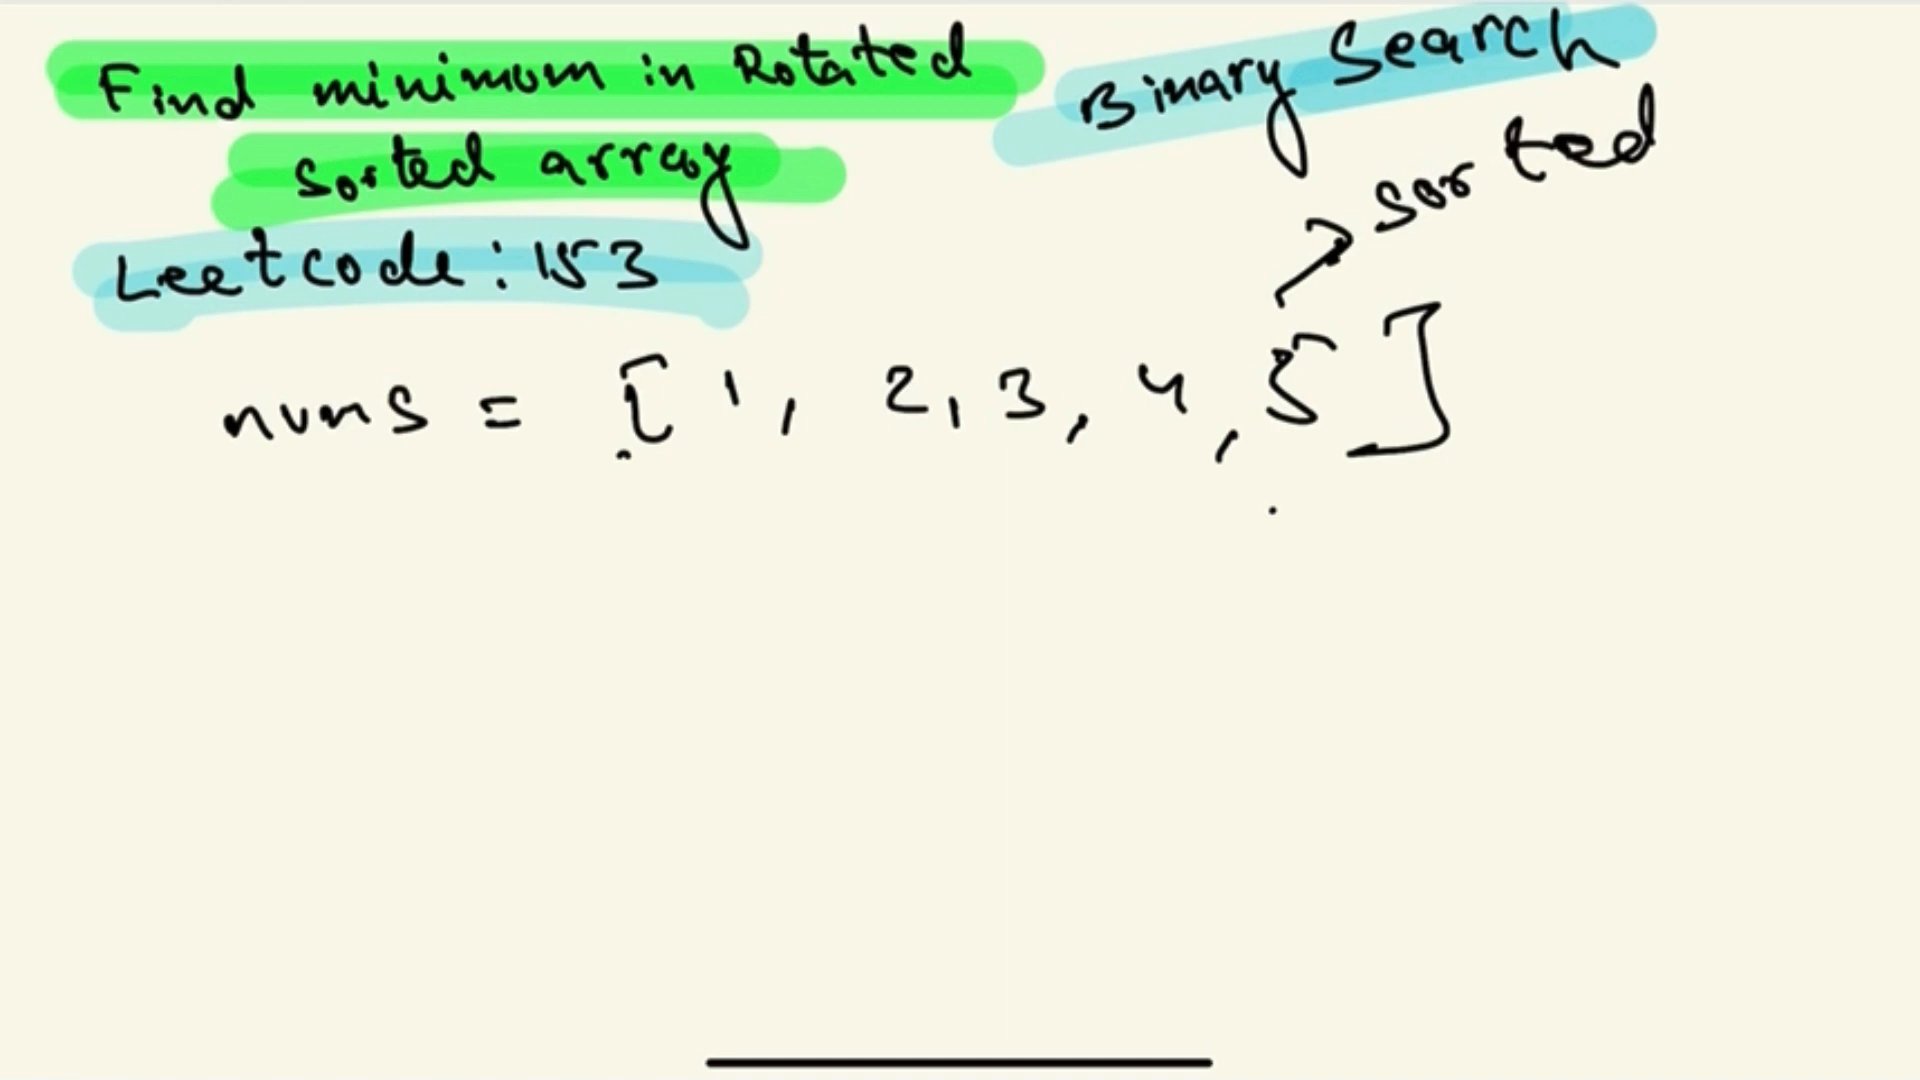 Find minimum in Rotated
sorted array
Leetcode: 153
Binary Search
sorted
nums = [1, 2, 3, 4, 5]